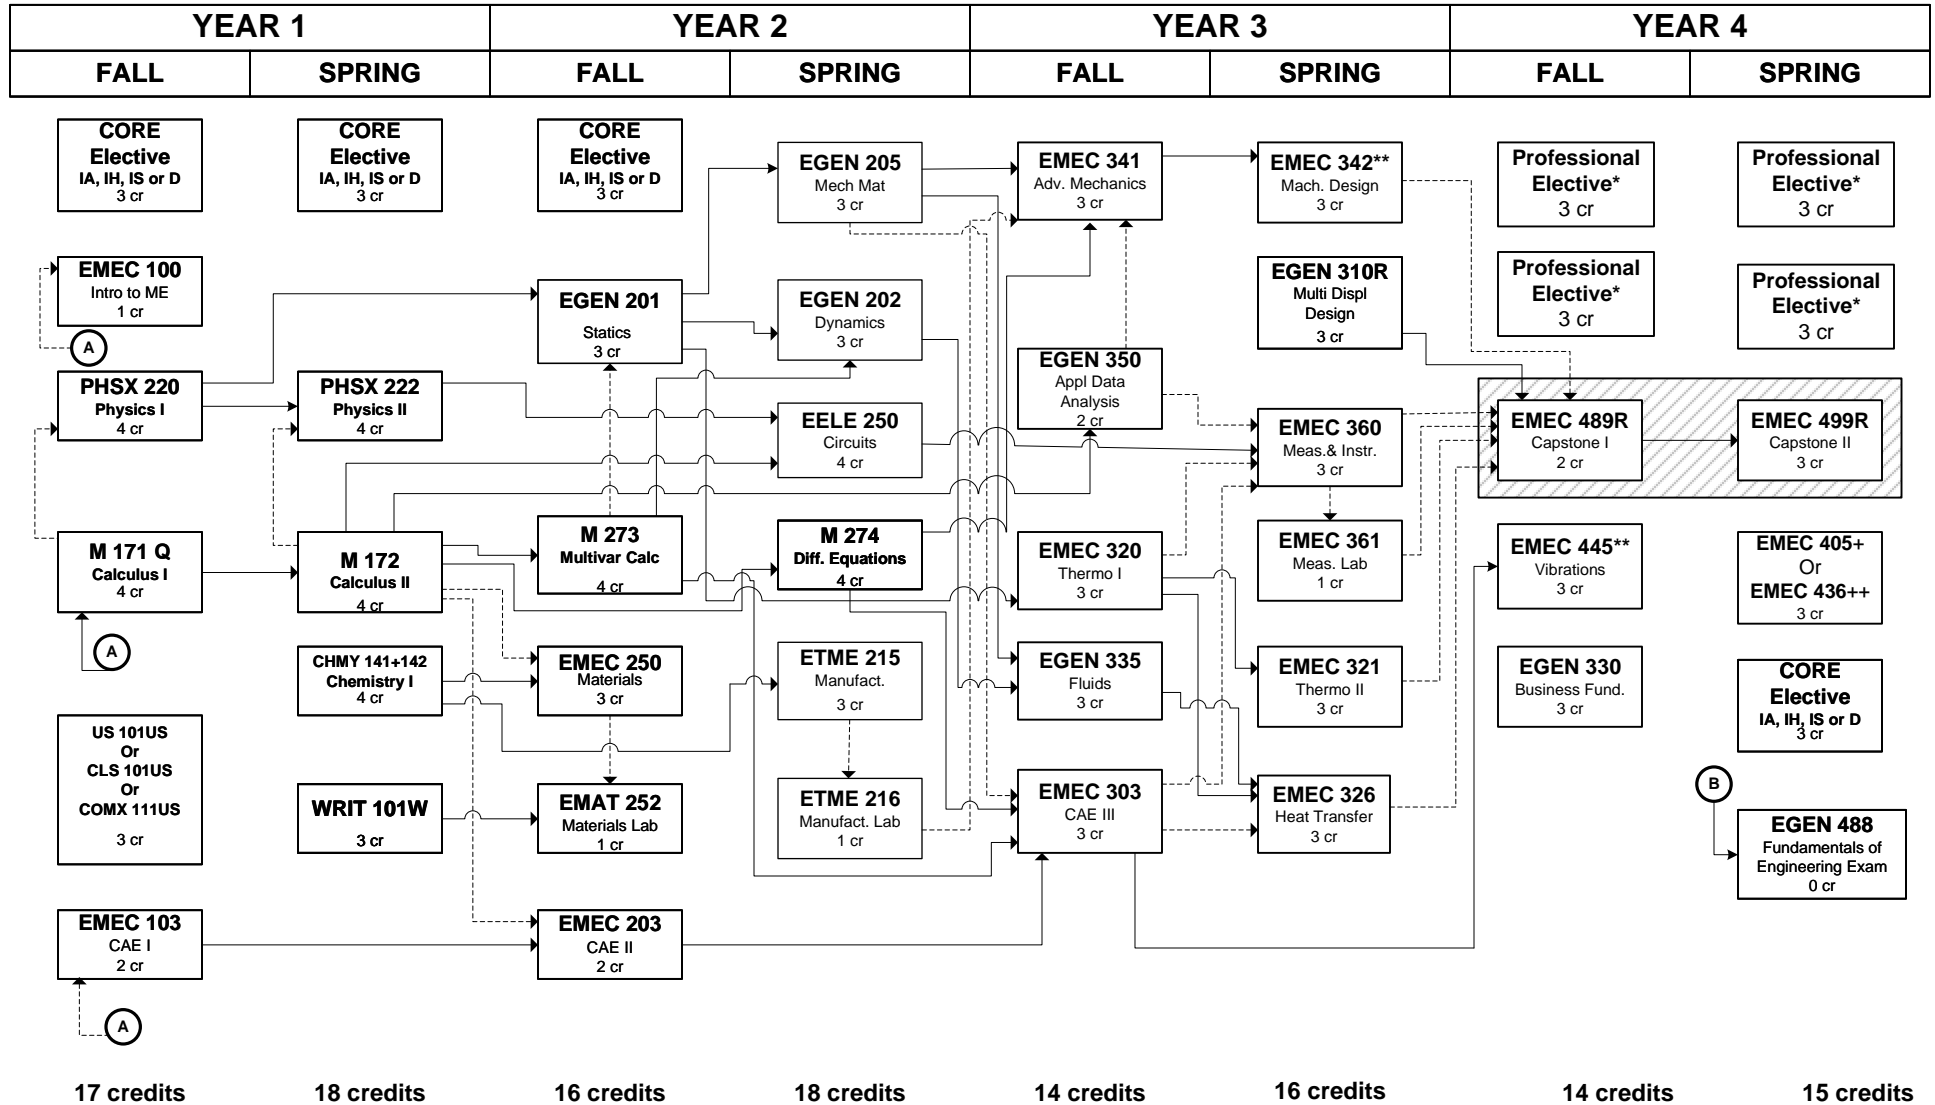 YEAR 1
YEAR 2
YEAR 3
YEAR 4
FALL
SPRING
FALL
SPRING
FALL
SPRING
FALL
SPRING
CORE
Elective
IA, IH, IS or D
3 cr
EMEC 100
Intro to ME
1 cr
A
PHSX 220
Physics I
4 cr
M 171 Q
Calculus I
4 cr
A
US 101US
Or
CLS 101US
Or
COMX 111US
3 cr
EMEC 103
CAE I
2 cr
A
17 credits
CORE
Elective
IA, IH, IS or D
3 cr
PHSX 222
Physics II
4 cr
M 172
Calculus II
4 cr
CHMY 141+142
Chemistry I
4 cr
WRIT 101W
3 cr
18 credits
CORE
Elective
IA, IH, IS or D
3 cr
EGEN 201
Statics
3 cr
M 273
Multivar Calc
4 cr
EMEC 250
Materials
3 cr
EMAT 252
Materials Lab
1 cr
EMEC 203
CAE II
2 cr
16 credits
EGEN 205
Mech Mat
3 cr
EGEN 202
Dynamics
3 cr
EELE 250
Circuits
4 cr
M 274
Diff. Equations
4 cr
ETME 215
Manufact.
3 cr
ETME 216
Manufact. Lab
1 cr
18 credits
EMEC 341
Adv. Mechanics
3 cr
EGEN 350
Appl Data
Analysis
2 cr
EMEC 320
Thermo I
3 cr
EGEN 335
Fluids
3 cr
EMEC 303
CAE III
3 cr
14 credits
EMEC 342**
Mach. Design
3 cr
EGEN 310R
Multi Displ
Design
3 cr
EMEC 360
Meas.& Instr.
3 cr
EMEC 361
Meas. Lab
1 cr
EMEC 321
Thermo II
3 cr
EMEC 326
Heat Transfer
3 cr
16 credits
Professional
Elective*
3 cr
Professional
Elective*
3 cr
EMEC 489R
Capstone I
2 cr
EMEC 445**
Vibrations
3 cr
EGEN 330
Business Fund.
3 cr
14 credits
Professional
Elective*
3 cr
Professional
Elective*
3 cr
EMEC 499R
Capstone II
3 cr
EMEC 405+
Or
EMEC 436++
3 cr
CORE
Elective
IA, IH, IS or D
3 cr
B
EGEN 488
Fundamentals of
Engineering Exam
0 cr
15 credits